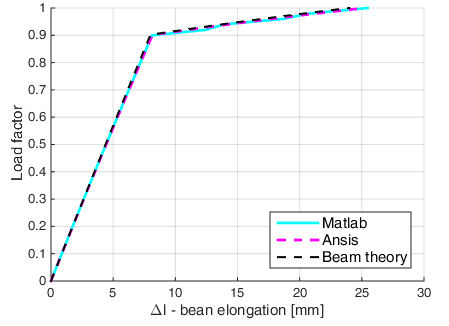 1
0.9
0.8
0.7
0.6
0.5
0.4
0.3
0.2
0.1
0
Load factor
Matlab
Ansis
Beam theory
0 5 10 15 20 25 30
Δl - bean elongation [mm]